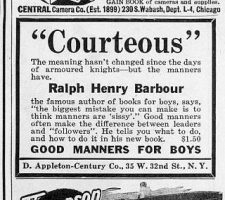 GAIN BOOK of cameras and supplies.
CENTRAL Camera Co. (Est. 1899) 230 S. Wabash, Dept. L-4, Chicago
"Courteous"
The meaning hasn't changed since the days
of armoured knights—but the manners
have.
Ralph Henry Barbour
the famous author of books for boys, says,
"the biggest mistake you can make is to
think manners are 'sissy'." Good manners
often make the difference between leaders
and "followers". He tells you what to do,
and how to do it in his new book. $1.50
GOOD MANNERS FOR BOYS
D. Appleton-Century Co., 35 W. 32nd St., N. Y.